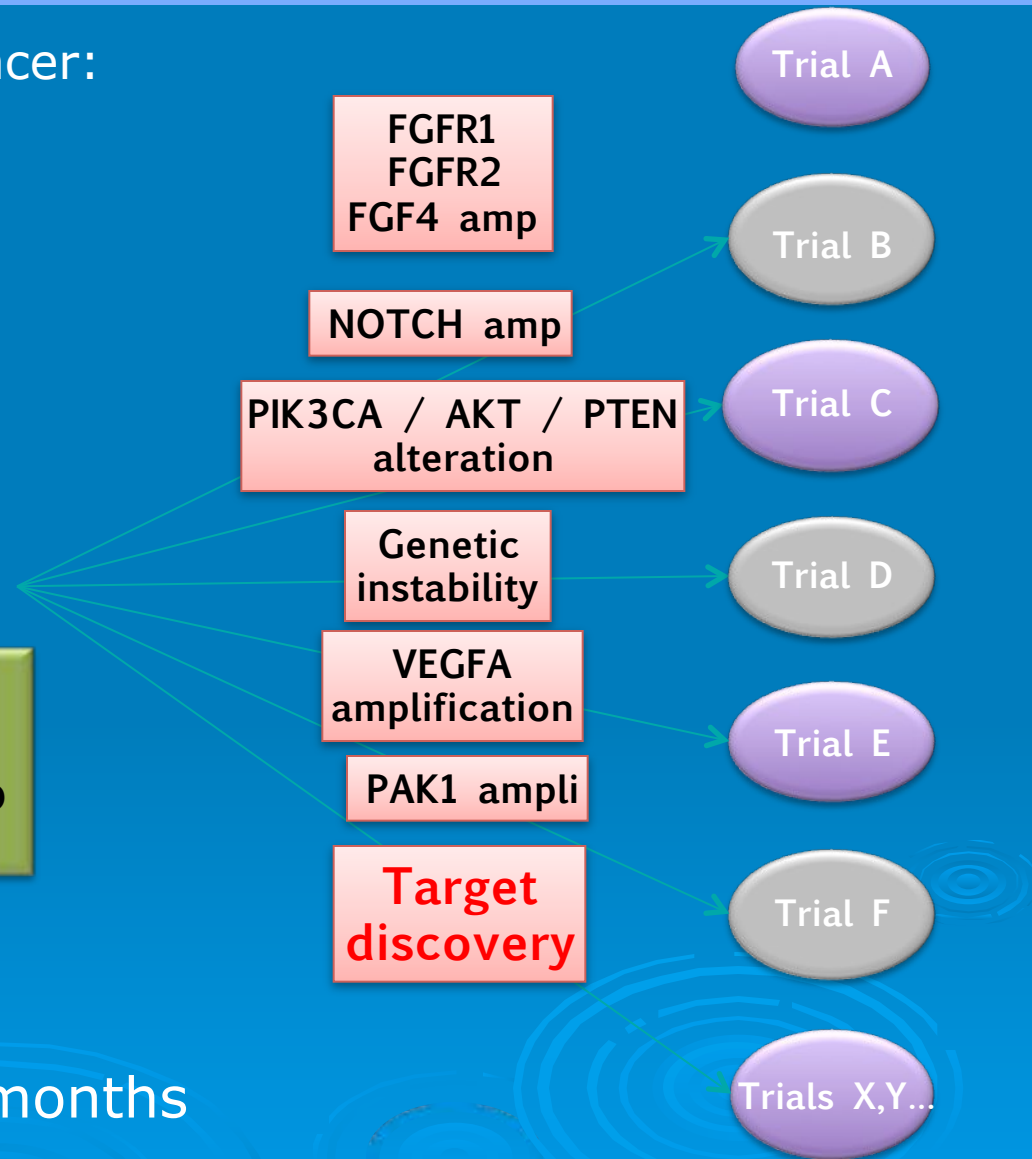 Trial A
FGFR1
FGFR2
FGF4 amp
Trial B
NOTCH amp
PIK3CA / AKT / PTEN
alteration
Trial C
Genetic
instability
Trial D
VEGFA
amplification
Trial E
PAK1 ampli
Target
discovery
Trial F
months
Trials X,Y...